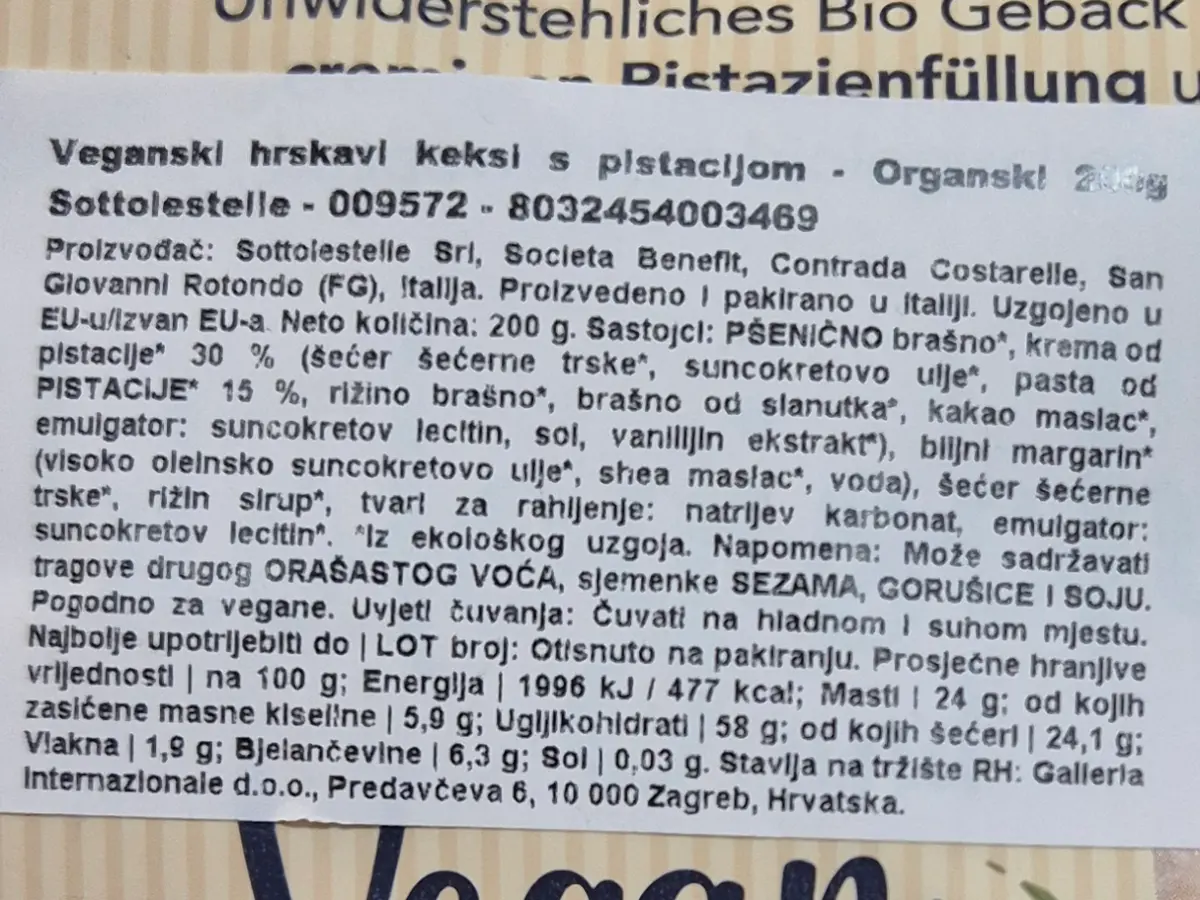 Unwiderstehliches Bio Gebäck
Pistazienfüllung u
Veganski hrskavi keksi s pistacijom - Organski
Sottolestelle - 009572 - 8032454003469
Proizvođač: Sottolestelle Srl, Societa Benefit, Contrada Costarelle, San
Giovanni Rotondo (FG), Italija. Proizvedeno i pakirano u Italiji. Uzgojeno u
EU-u/izvan EU-a. Neto količina: 200 g. Sastojci: PŠENIČNO brašno*, krema od
pistacije* 30 % (šećer šećerne trske*, suncokretovo ulje*, pasta od
PISTACIJE* 15 %, rižino brašno*, brašno od slanutka*, kakao maslac*,
emulgator: suncokretov lecitin, sol, vanilijin ekstrakt*), biljni margarin*
(visoko oleinsko suncokretovo ulje*, shea maslac*, voda), šećer šećerne
trske*, rižin sirup*, tvari za rahljenje: natrijev karbonat, emulgator:
suncokretov lecitin*. *Iz ekološkog uzgoja. Napomena: Može sadržavati
tragove drugog ORAŠASTOG VOĆA, sjemenke SEZAMA, GORUŠICE I SOJU.
Pogodno za vegane. Uvjeti čuvanja: Čuvati na hladnom i suhom mjestu.
Najbolje upotrijebiti do | LOT broj: Otisnuto na pakiranju. Prosječne hranjive
vrijednosti | na 100 g; Energija | 1996 kJ / 477 kcal; Masti | 24 g; od kojih
zasićene masne kiseline | 5,9 g; Ugljikohidrati | 58 g; od kojih šećeri | 24,1 g;
Vlakna | 1,9 g; Bjelančevine | 6,3 g; Sol | 0,03 g. Stavlja na tržište RH: Galleria
Internazionale d.o.o., Predavčeva 6, 10 000 Zagreb, Hrvatska.
Vegan